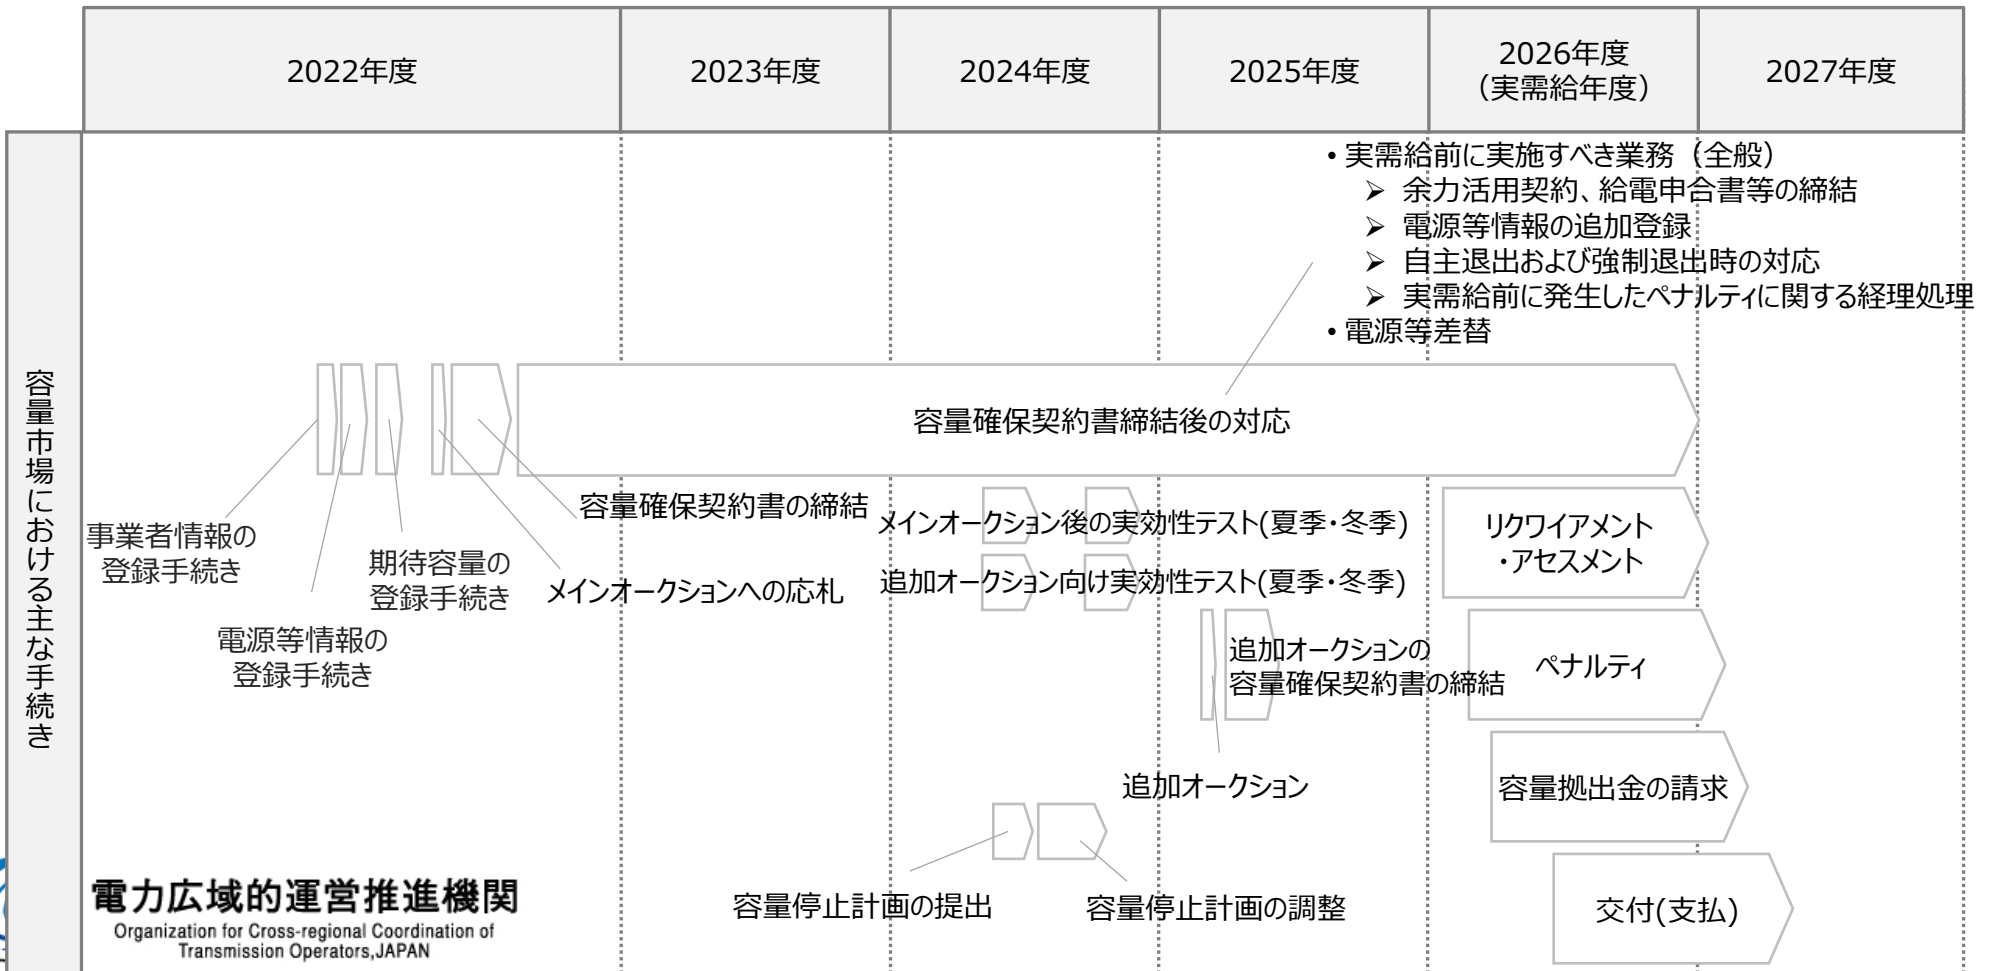 2022年度
2023年度
2024年度
2025年度
2026年度
（実需給年度）
2027年度
容量市場における主な手続き
• 実需給前に実施すべき業務（全般）
➢ 余力活用契約、給電申合書等の締結
➢ 電源等情報の追加登録
➢ 自主退出および強制退出時の対応
➢ 実需給前に発生したペナルティに関する経理処理
• 電源等差替
容量確保契約書締結後の対応
事業者情報の
登録手続き
電源等情報の
登録手続き
期待容量の
登録手続き
容量確保契約書の締結
メインオークションへの応札
メインオークション後の実効性テスト(夏季・冬季)
追加オークション向け実効性テスト(夏季・冬季)
リクワイアメント
・アセスメント
追加オークションの
容量確保契約書の締結
ペナルティ
追加オークション
容量拠出金の請求
容量停止計画の提出
容量停止計画の調整
交付(支払)
電力広域的運営推進機関
Organization for Cross-regional Coordination of
Transmission Operators,JAPAN